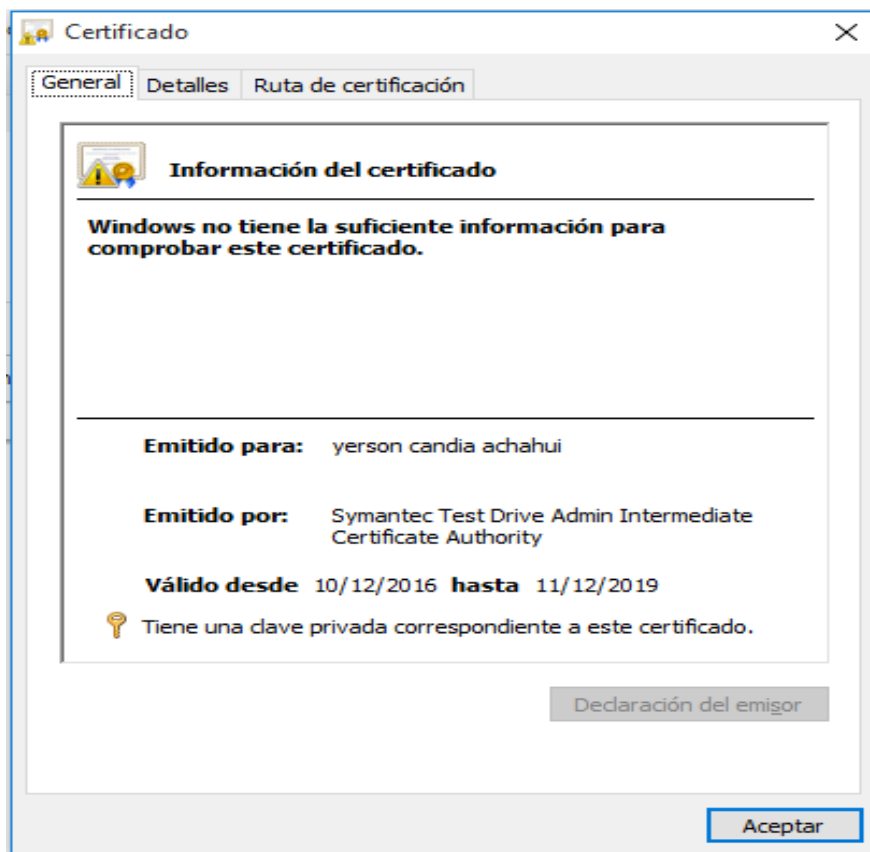 Certificado
General Detalles Ruta de certificación
Información del certificado
Windows no tiene la suficiente información para
comprobar este certificado.
Emitido para: yerson candia achahui
Emitido por: Symantec Test Drive Admin Intermediate
Certificate Authority
Válido desde 10/12/2016 hasta 11/12/2019
Tiene una clave privada correspondiente a este certificado.
Declaración del emisor
Aceptar